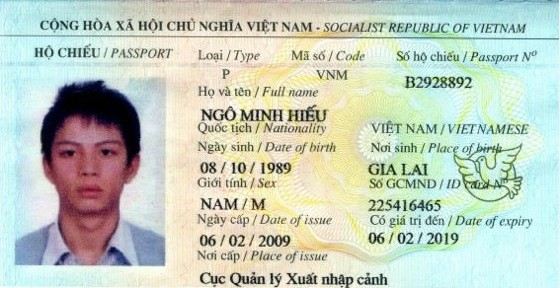 CỘNG HÒA XÃ HỘI CHỦ NGHĨA VIỆT NAM - SOCIALIST REPUBLIC OF VIETNAM
HỘ CHIẾU / PASSPORT
Loại / Type Mã số / Code Số hộ chiếu / Passport Nº
P VNM B2928892
Họ và tên / Full name
NGÔ MINH HIẾU
Quốc tịch / Nationality VIỆT NAM / VIETNAMESE
Ngày sinh / Date of birth Nơi sinh / Place of birth
08 / 10 / 1989 GIA LAI
Giới tính / Sex Số GCMND / ID card Nº
NAM / M 225416465
Ngày cấp / Date of issue Có giá trị đến / Date of expiry
06 / 02 / 2009 06 / 02 / 2019
Nơi cấp / Place of issue
Cục Quản lý Xuất nhập cảnh